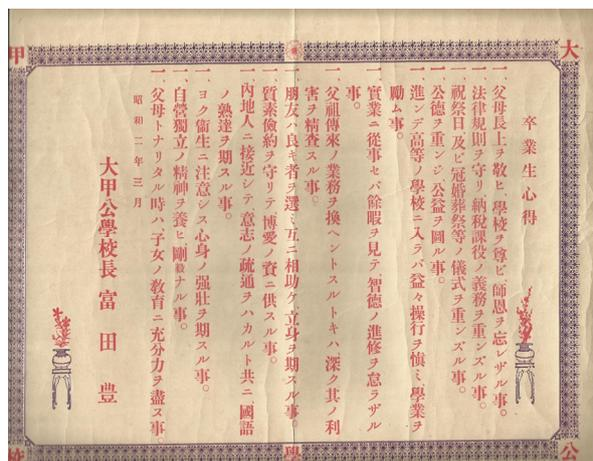 大
甲
公
學
校
卒業生心得
一、父母長上ヲ敬ヒ、學校ヲ尊ビ師恩ヲ忘レザル事。
一、法律規則ヲ守リ、納稅課役ノ義務ヲ重ンズル事。
一、祝祭日及ビ冠婚葬祭等ノ儀式ヲ重ンズル事。
一、公德ヲ重ンジ、公益ヲ圖ル事。
一、進ンデ高等ノ學校ニ入ラバ益々操行ヲ愼ミ、學業ヲ
勵ム事。
一、實業ニ從事セバ餘暇ヲ見テ、智德ノ進修ヲ怠ラザル
事。
一、父祖傳來ノ業務ヲ換ヘントスルトキハ深ク其ノ利
害ヲ精査スル事。
一、朋友ハ良キ者ヲ選ミ互ニ相助ケ、立身ヲ期スル事。
一、質素儉約ヲ守リテ博愛ノ資ニ供スル事。
一、內地人ニ接近シテ、意志ノ疏通ヲハカルト共ニ、國語
ノ熟達ヲ期スル事。
一、ヨク衞生ニ注意シス心身ノ强壯ヲ期スル事。
一、自營獨立ノ精神ヲ養ヒ、剛毅ナル事。
一、父母トナリタル時ハ、子女ノ敎育ニ充分力ヲ盡ス事。
昭和二年三月
大甲公學校長 富田豊